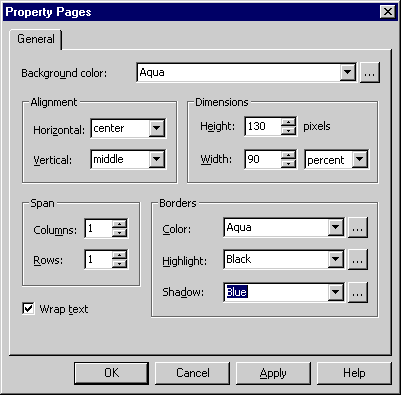 Property Pages
General
Background color: Aqua ...
Alignment
Horizontal: center
Vertical: middle
Dimensions
Height: 130 pixels
Width: 90 percent
Span
Columns: 1
Rows: 1
Borders
Color: Aqua ...
Highlight: Black ...
Shadow: Blue ...
Wrap text
OK Cancel Apply Help